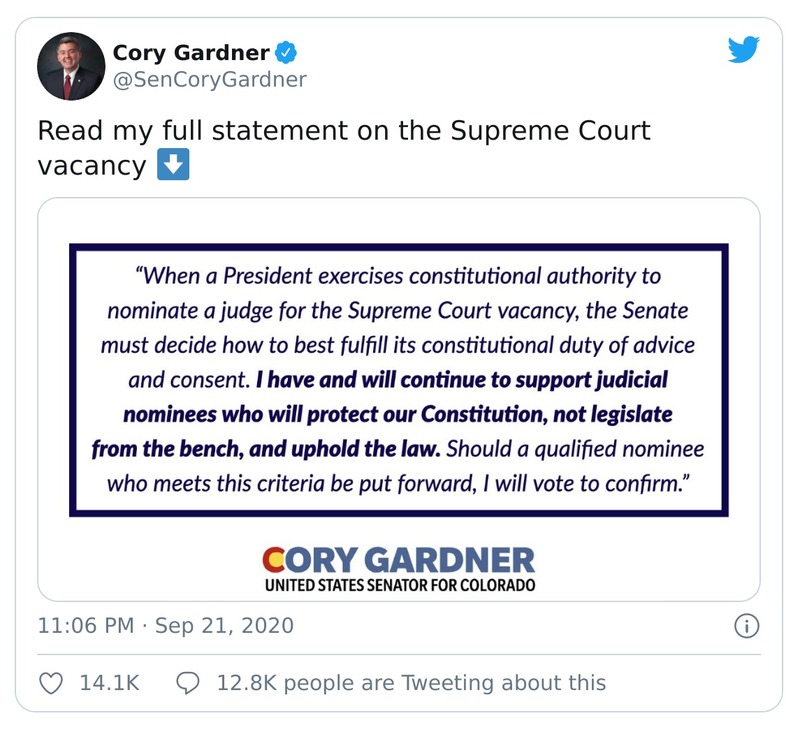 Cory Gardner
@SenCoryGardner
Read my full statement on the Supreme Court
vacancy ⬇️
“When a President exercises constitutional authority to
nominate a judge for the Supreme Court vacancy, the Senate
must decide how to best fulfill its constitutional duty of advice
and consent. I have and will continue to support judicial
nominees who will protect our Constitution, not legislate
from the bench, and uphold the law. Should a qualified nominee
who meets this criteria be put forward, I will vote to confirm.”
CORY GARDNER
UNITED STATES SENATOR FOR COLORADO
11:06 PM · Sep 21, 2020
14.1K 12.8K people are Tweeting about this